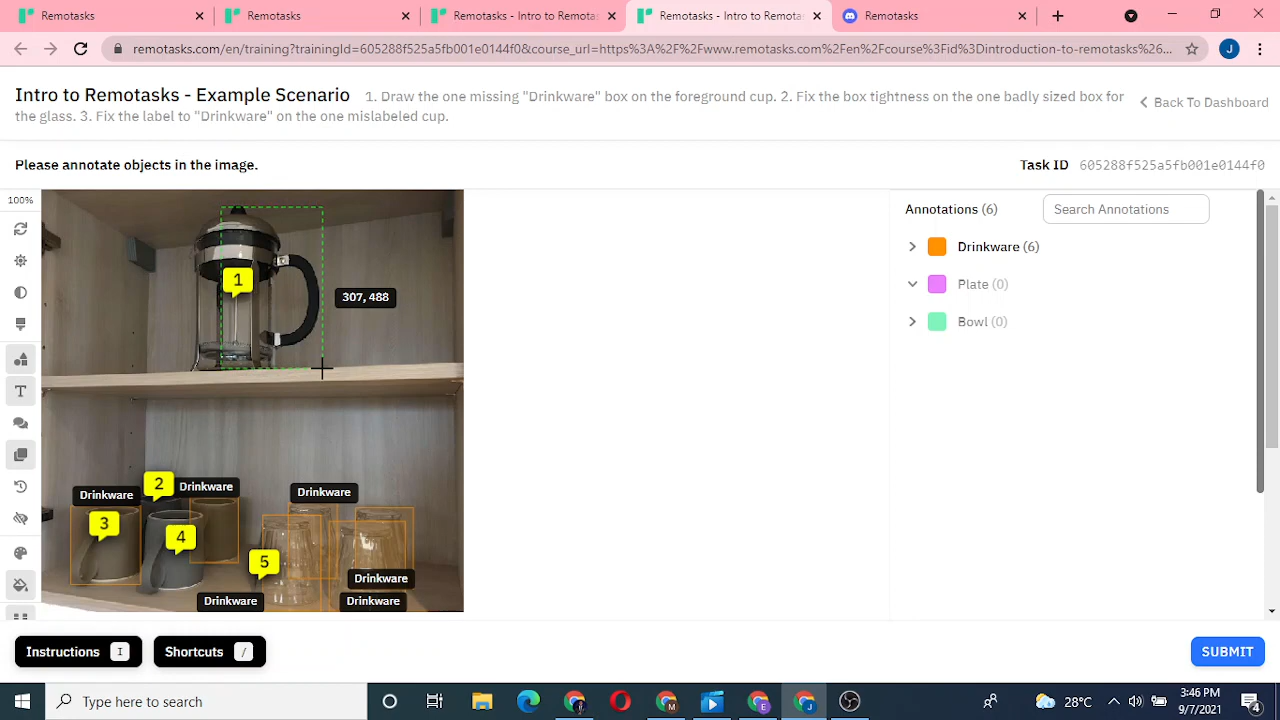 Remotasks
Remotasks
Remotasks - Intro to Remota
Remotasks - Intro to Remota
Remotasks
remotasks.com/en/training?trainingId=605288f525a5fb001e0144f0&course_url=https%3A%2F%2Fwww.remotasks.com%2Fen%2Fcourse%3Fid%3Dintroduction-to-remotasks%26...
J
Intro to Remotasks - Example Scenario
1. Draw the one missing "Drinkware" box on the foreground cup. 2. Fix the box tightness on the one badly sized box for
the glass. 3. Fix the label to "Drinkware" on the one mislabeled cup.
Back To Dashboard
Please annotate objects in the image.
Task ID 605288f525a5fb001e0144f0
100%
Annotations (6)
Search Annotations
Drinkware (6)
1
Plate (0)
307, 488
Bowl (0)
T
2
Drinkware
Drinkware
Drinkware
3
4
5
Drinkware
Drinkware
Drinkware
Instructions I
Shortcuts /
SUBMIT
Type here to search
28°C
3:46 PM
9/7/2021
4